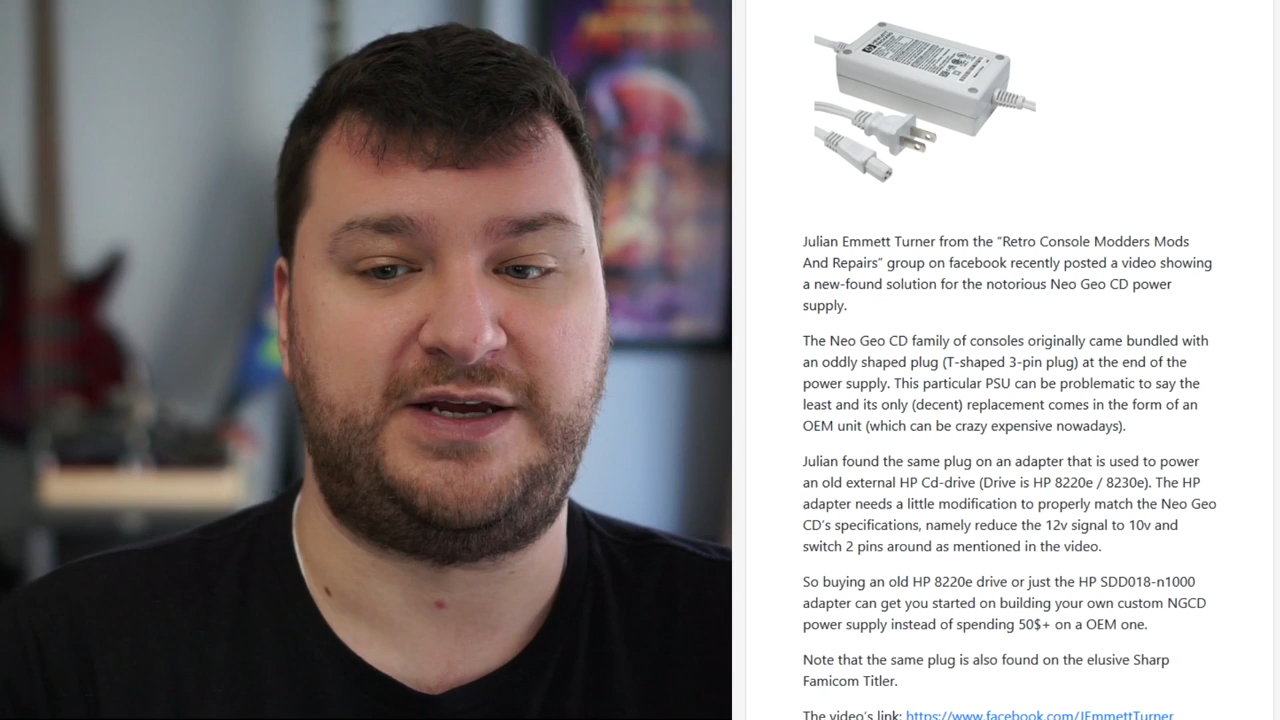 Julian Emmett Turner from the “Retro Console Modders Mods
And Repairs” group on facebook recently posted a video showing
a new-found solution for the notorious Neo Geo CD power
supply.
The Neo Geo CD family of consoles originally came bundled with
an oddly shaped plug (T-shaped 3-pin plug) at the end of the
power supply. This particular PSU can be problematic to say the
least and its only (decent) replacement comes in the form of an
OEM unit (which can be crazy expensive nowadays).
Julian found the same plug on an adapter that is used to power
an old external HP Cd-drive (Drive is HP 8220e / 8230e). The HP
adapter needs a little modification to properly match the Neo Geo
CD’s specifications, namely reduce the 12v signal to 10v and
switch 2 pins around as mentioned in the video.
So buying an old HP 8220e drive or just the HP SDD018-n1000
adapter can get you started on building your own custom NGCD
power supply instead of spending 50$+ on a OEM one.
Note that the same plug is also found on the elusive Sharp
Famicom Titler.
The video’s link: https://www.facebook.com/JEmmettTurner